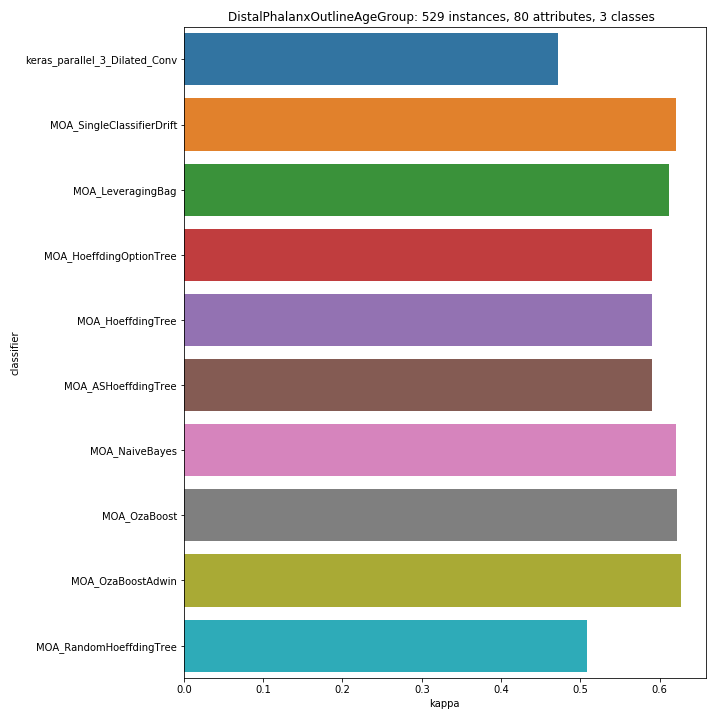 DistalPhalanxOutlineAgeGroup: 529 instances, 80 attributes, 3 classes
classifier
keras_parallel_3_Dilated_Conv
MOA_SingleClassifierDrift
MOA_LeveragingBag
MOA_HoeffdingOptionTree
MOA_HoeffdingTree
MOA_ASHoeffdingTree
MOA_NaiveBayes
MOA_OzaBoost
MOA_OzaBoostAdwin
MOA_RandomHoeffdingTree
0.0 0.1 0.2 0.3 0.4 0.5 0.6
kappa